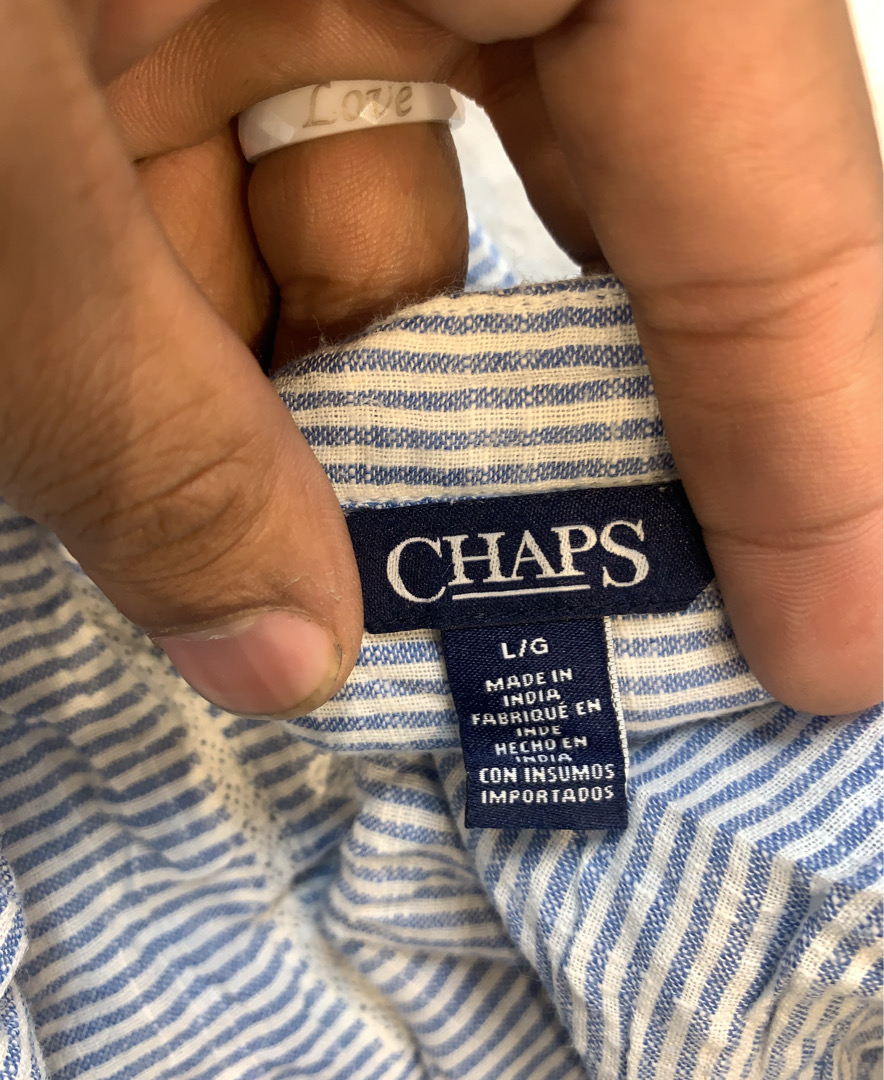 Love
CHAPS
L/G
MADE IN
INDIA
FABRIQUÉ EN
INDE
HECHO EN
INDIA
CON INSUMOS
IMPORTADOS